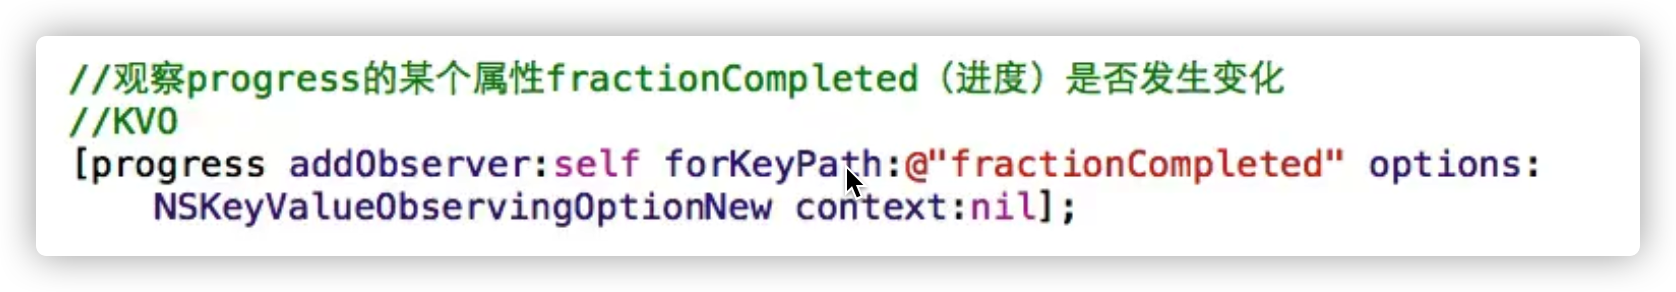 //观察progress的某个属性fractionCompleted（进度）是否发生变化
//KVO
[progress addObserver:self forKeyPath:@"fractionCompleted" options:
NSKeyValueObservingOptionNew context:nil];